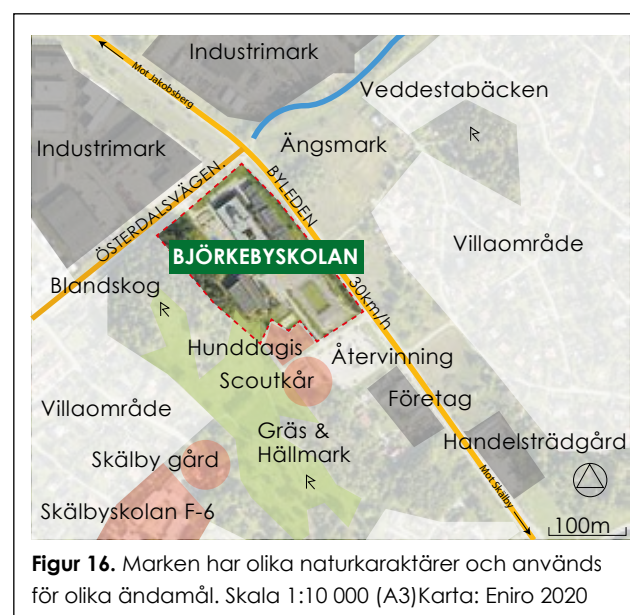 Industrimark
Mot Jakobsberg
Veddestabäcken
Industrimark
Ängsmark
ÖSTERDALSVÄGEN.
BYLEDEN
Villaområde
BJÖRKEBYSKOLAN
Blandskog
30km/h
Hunddagis
Återvinning
Scoutkår
Företag
Villaområde
Gräs &
Hällmark
Handelsträdgård
Skälby gård
Mot Skälby
Skälbyskolan F-6
100m
Figur 16. Marken har olika naturkaraktärer och används
för olika ändamål. Skala 1:10 000 (A3)Karta: Eniro 2020